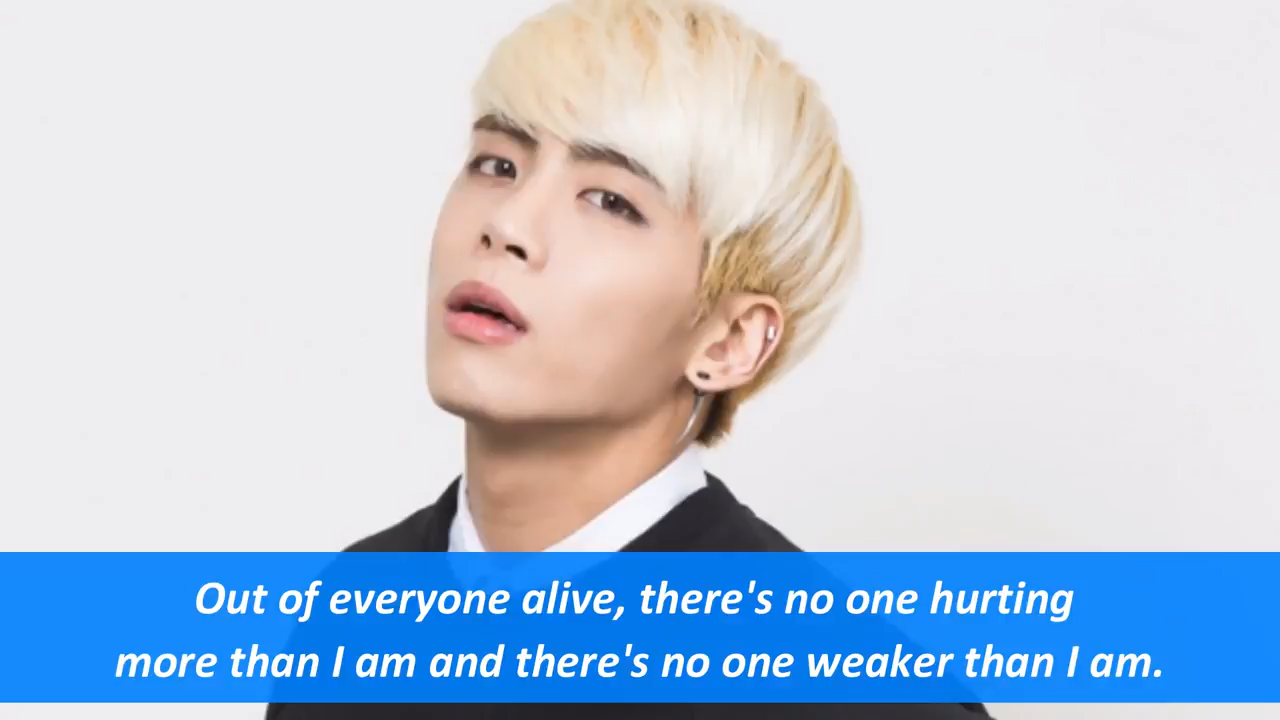 Out of everyone alive, there's no one hurting
more than I am and there's no one weaker than I am.